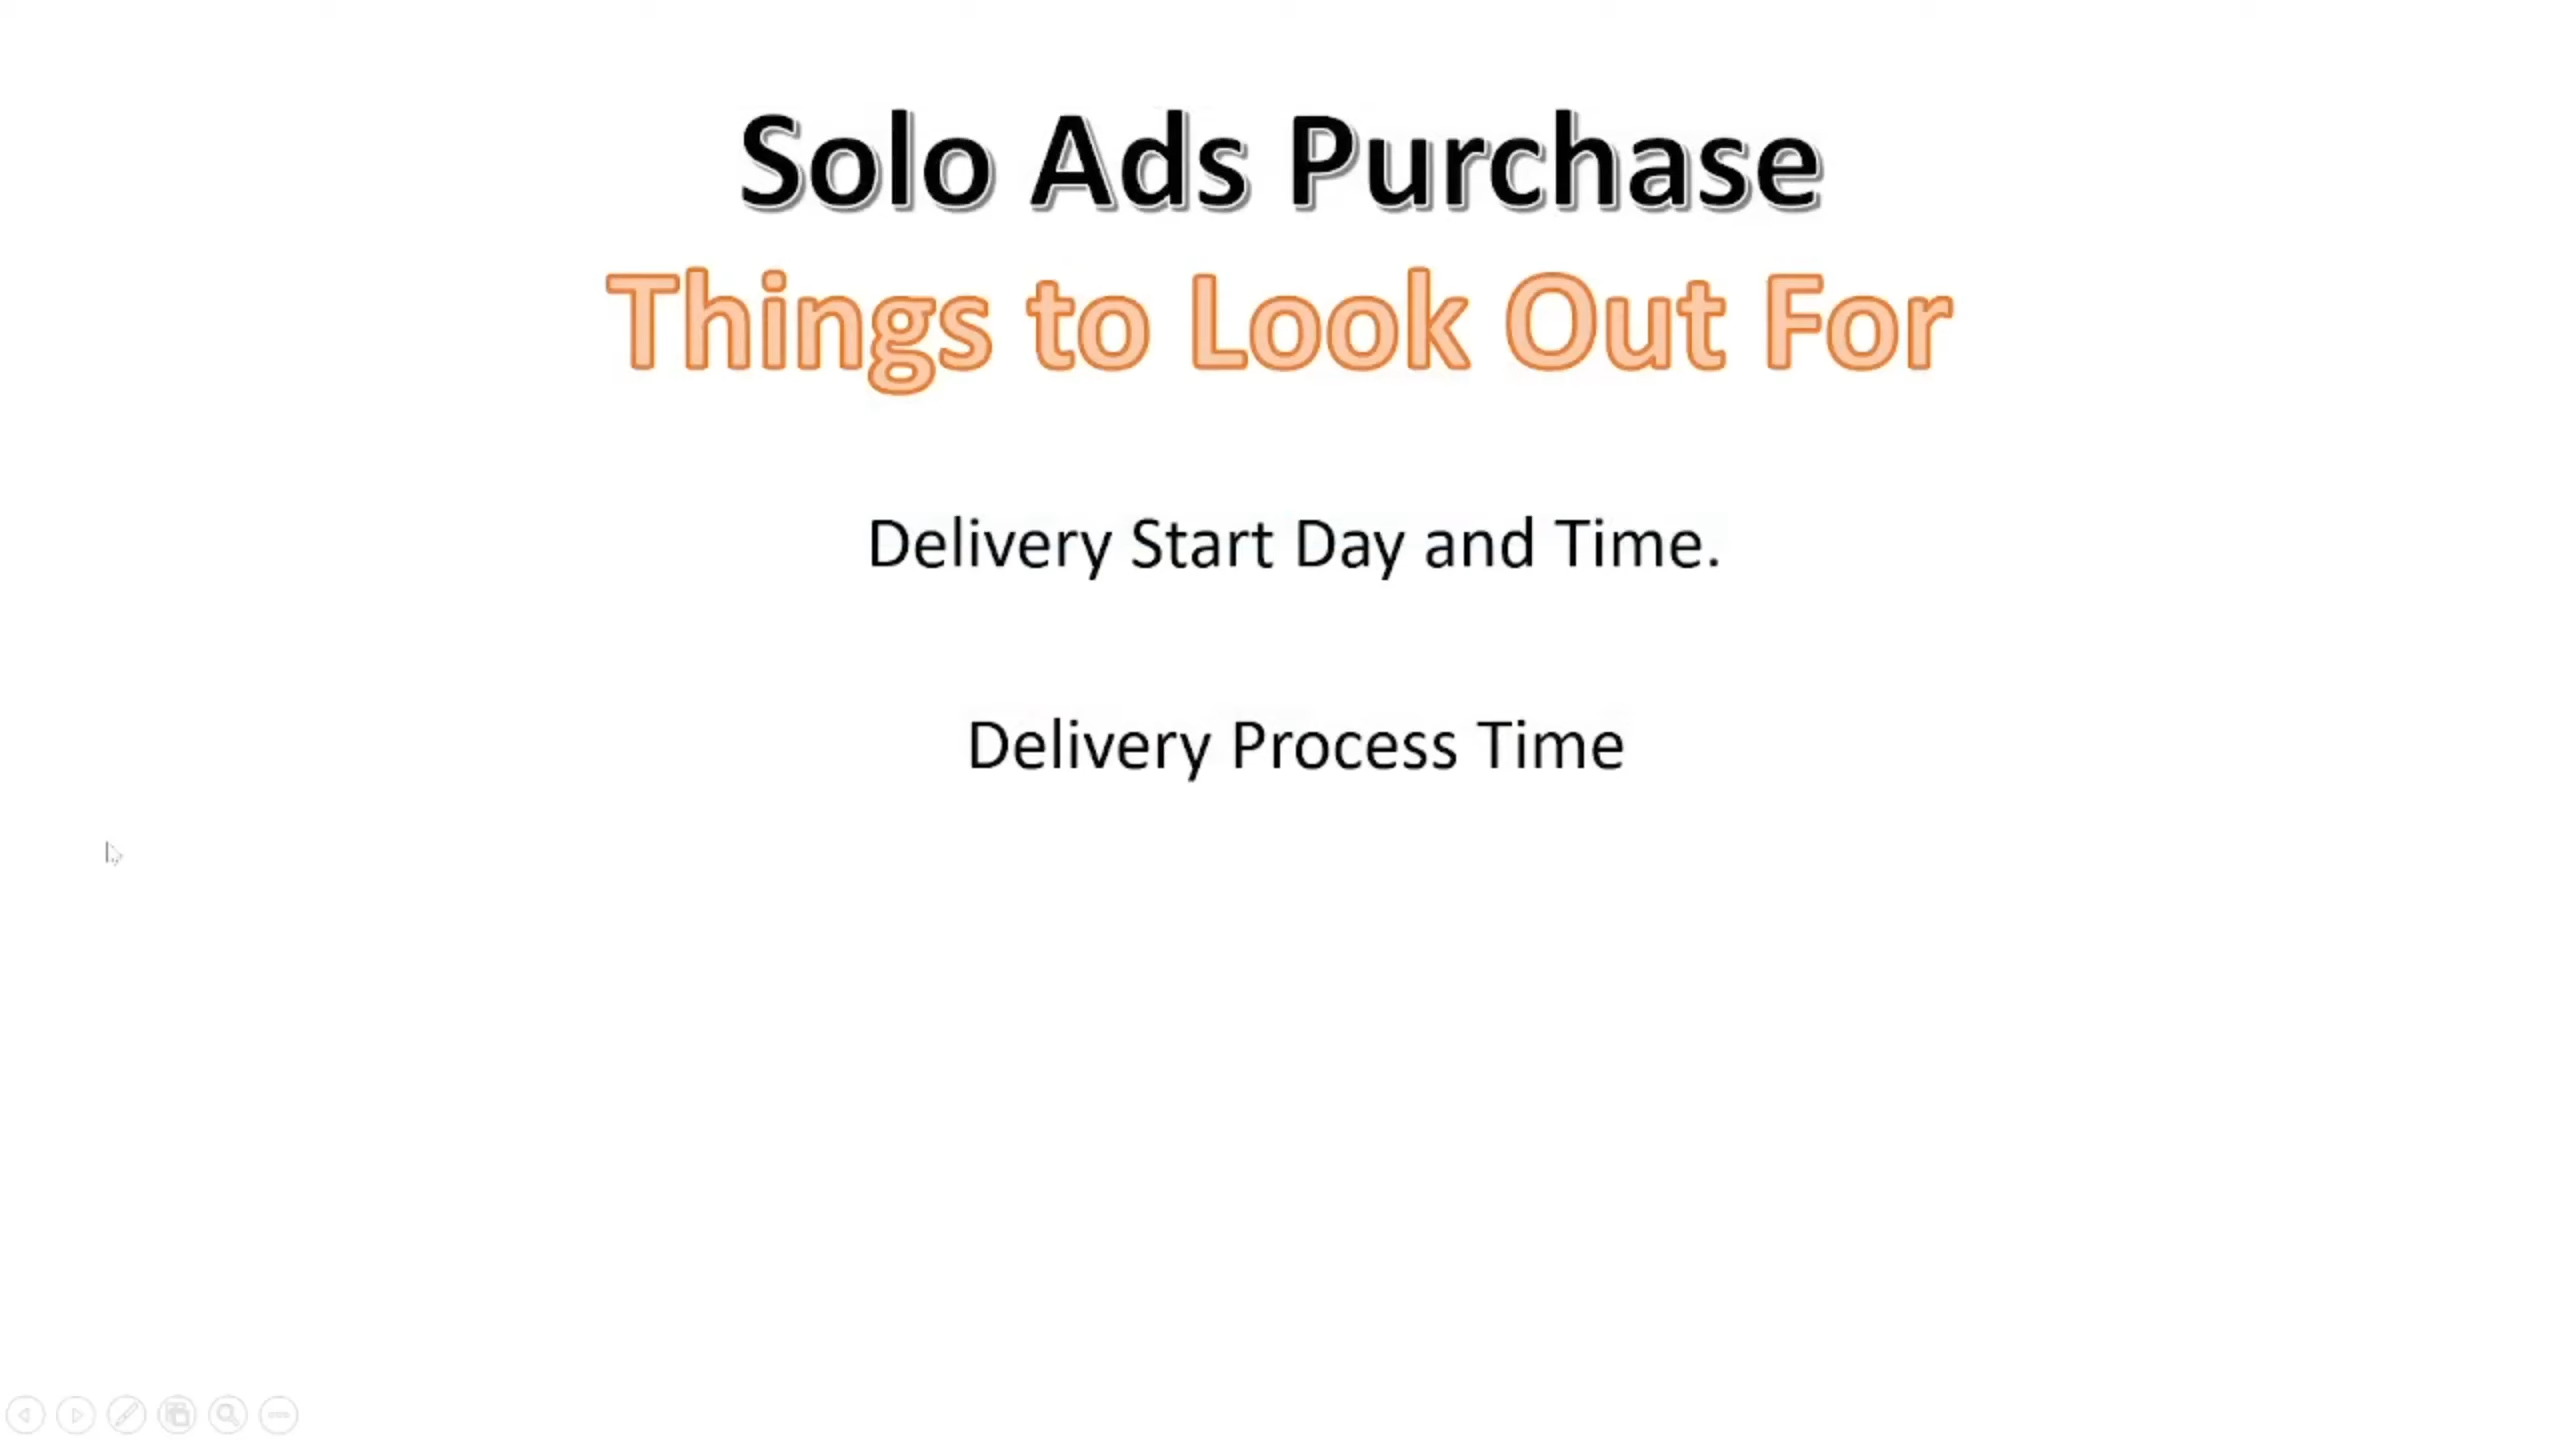 Solo Ads Purchase
Things to Look Out For
Delivery Start Day and Time.
Delivery Process Time